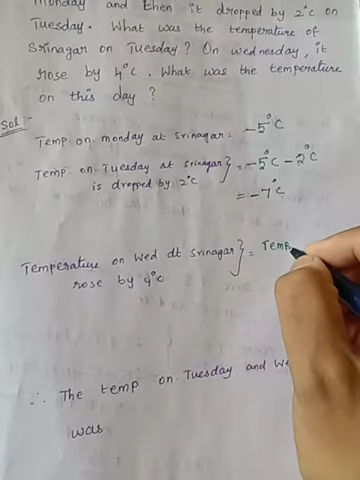 monday and then it dropped by 2°c on
Tuesday. What was the temperature of
Srinagar on Tuesday? On wednesday, it
rose by 4°c. What was the temperature
on this day?
Sol:-
Temp on monday at Srinagar = -5°C
Temp on Tuesday at Srinagar } = -5°C - 2°C
is dropped by 2°C
= -7°C
Temperature on Wed at Srinagar } = Temp
rose by 4°c
∴ The temp on Tuesday and We
was